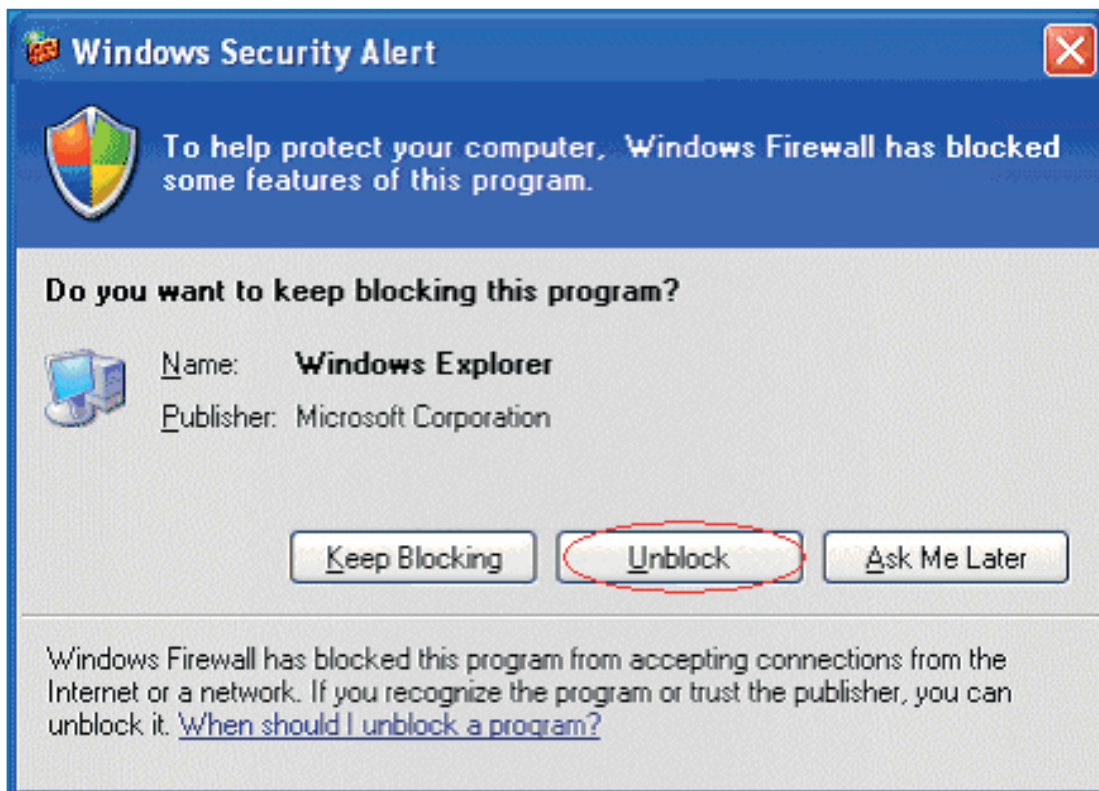 Windows Security Alert
To help protect your computer, Windows Firewall has blocked
some features of this program.
Do you want to keep blocking this program?
Name: Windows Explorer
Publisher: Microsoft Corporation
Keep Blocking Unblock Ask Me Later
Windows Firewall has blocked this program from accepting connections from the
Internet or a network. If you recognize the program or trust the publisher, you can
unblock it. When should I unblock a program?